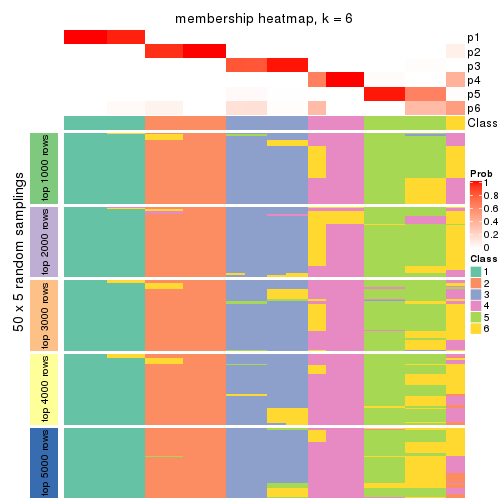 membership heatmap, k = 6
p1
p2
p3
p4
p5
p6
Class
50 x 5 random samplings
top 1000 rows
top 2000 rows
top 3000 rows
top 4000 rows
top 5000 rows
Prob
1
0.8
0.6
0.4
0.2
0
Class
1
2
3
4
5
6